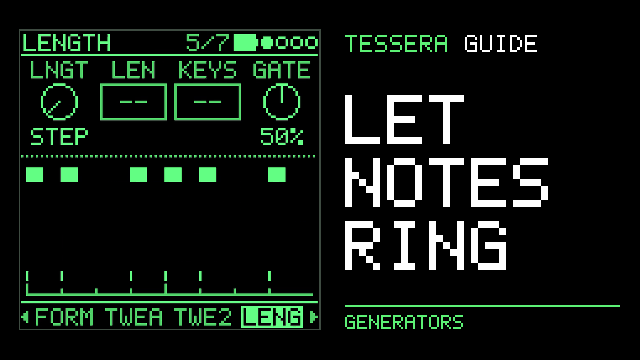 LENGTH 5/7
LNGT LEN KEYS GATE
-- --
STEP 50%
FORM TWEA TWE2 LENG
TESSERA GUIDE
LET
NOTES
RING
GENERATORS